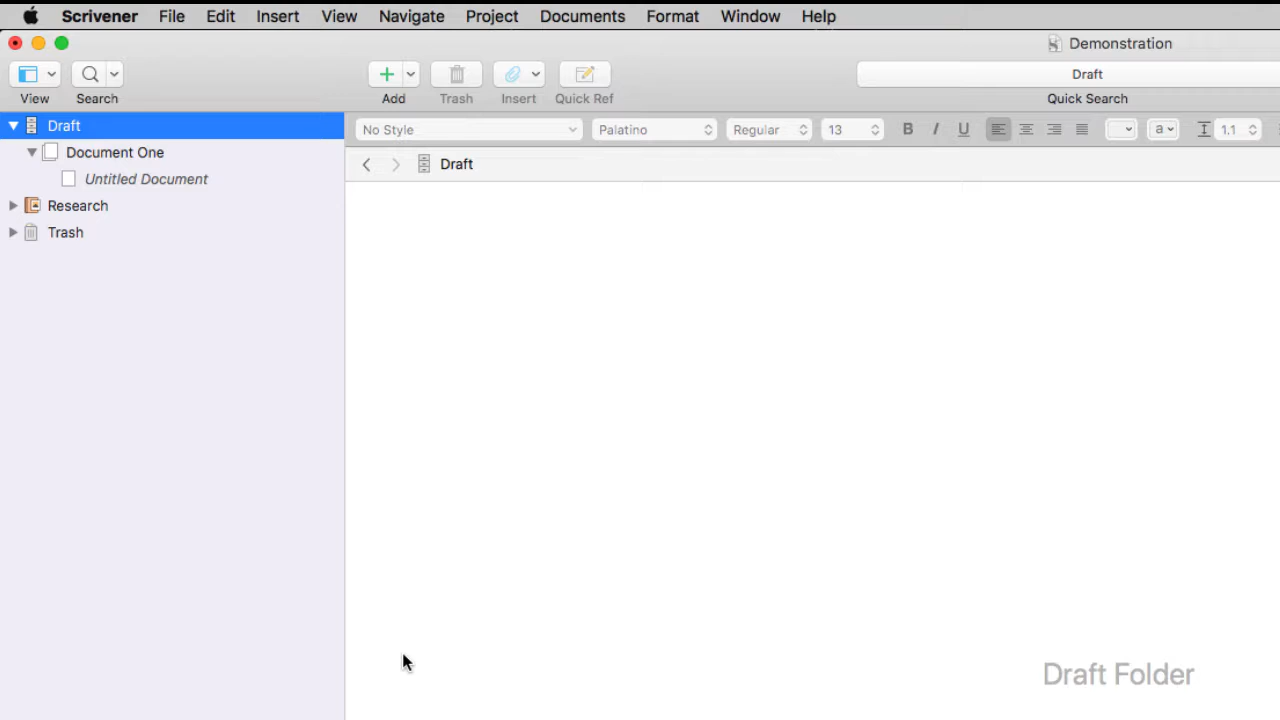 Scrivener File Edit Insert View Navigate Project Documents Format Window Help
Demonstration
Draft
View Search Add Trash Insert Quick Ref Quick Search
Draft
No Style Palatino Regular 13 B I U a 1.1
Document One
Draft
Untitled Document
Research
Trash
Draft Folder